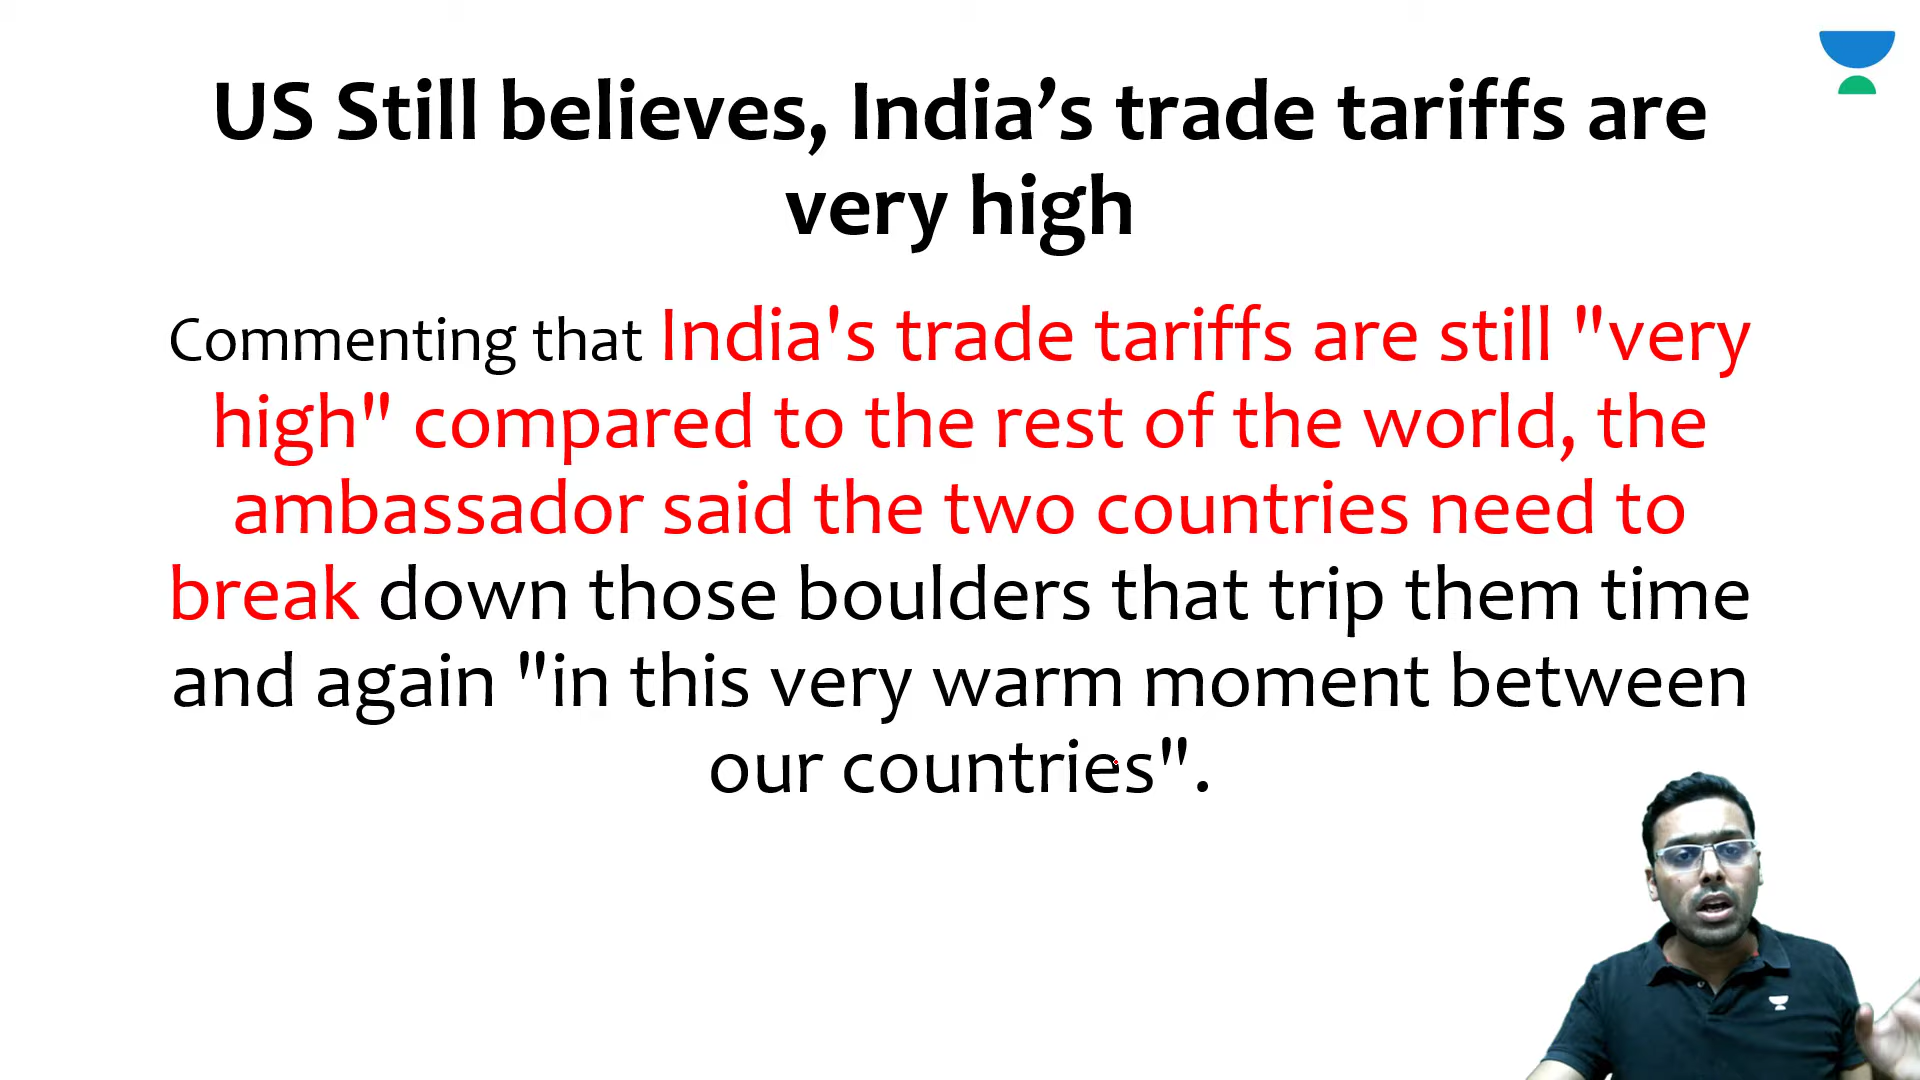 US Still believes, India’s trade tariffs are
very high
Commenting that India's trade tariffs are still "very
high" compared to the rest of the world, the
ambassador said the two countries need to
break down those boulders that trip them time
and again "in this very warm moment between
our countries".